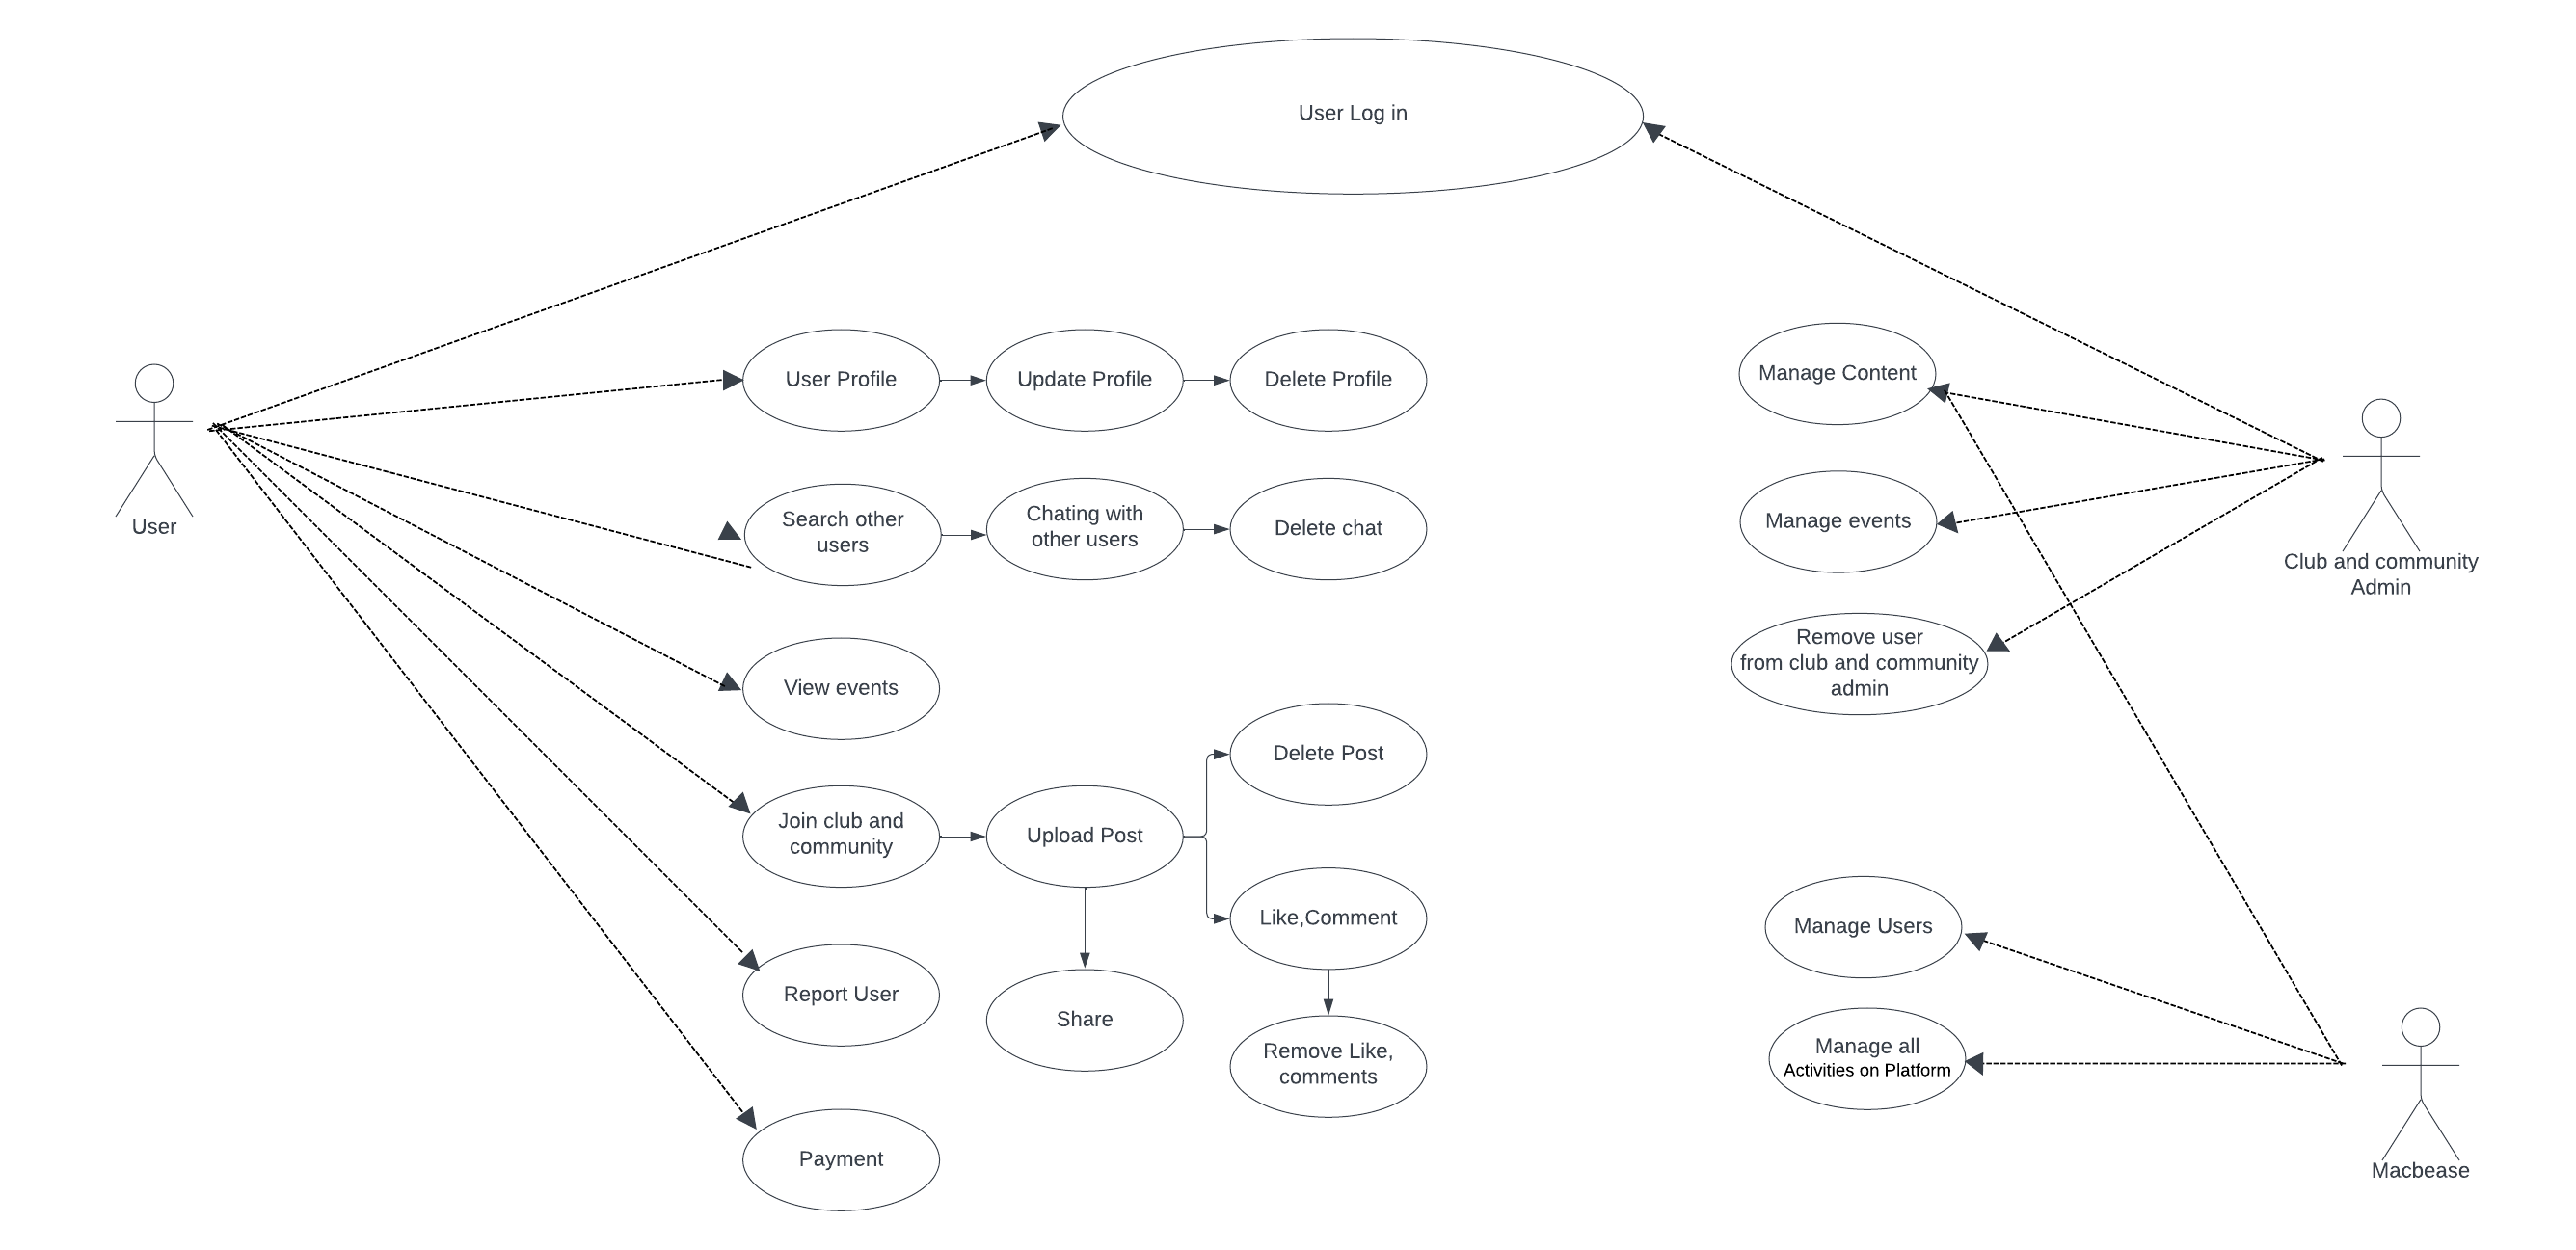 User Log in
User Profile
Update Profile
Delete Profile
Manage Content
User
Search other
users
Chating with
other users
Delete chat
Manage events
Club and community
Admin
View events
Remove user
from club and community
admin
Delete Post
Join club and
community
Upload Post
Like,Comment
Manage Users
Report User
Share
Remove Like,
comments
Manage all
Activities on Platform
Payment
Macbease